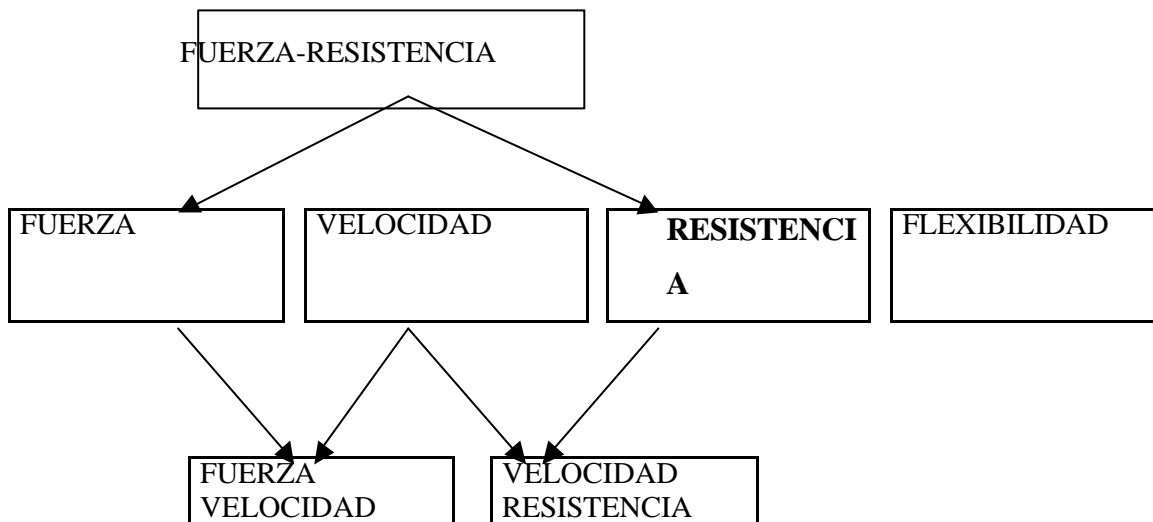 FUERZA-RESISTENCIA
FUERZA
VELOCIDAD
RESISTENCI
A
FLEXIBILIDAD
FUERZA
VELOCIDAD
VELOCIDAD
RESISTENCIA